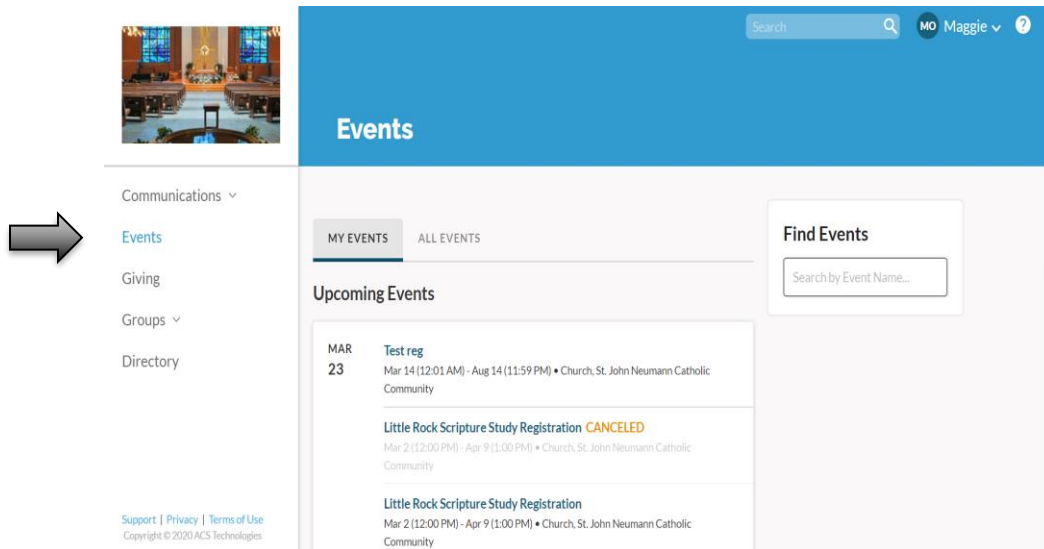 Search
MO Maggie
?
Events
Communications
Events
Giving
Groups
Directory
Support | Privacy | Terms of Use
Copyright © 2020 ACS Technologies
MY EVENTS
ALL EVENTS
Upcoming Events
MAR
23
Test reg
Mar 14 (12:01 AM) - Aug 14 (11:59 PM) • Church, St. John Neumann Catholic
Community
Little Rock Scripture Study Registration CANCELED
Mar 2 (12:00 PM) - Apr 9 (1:00 PM) • Church, St. John Neumann Catholic
Community
Little Rock Scripture Study Registration
Mar 2 (12:00 PM) - Apr 9 (1:00 PM) • Church, St. John Neumann Catholic
Community
Find Events
Search by Event Name...